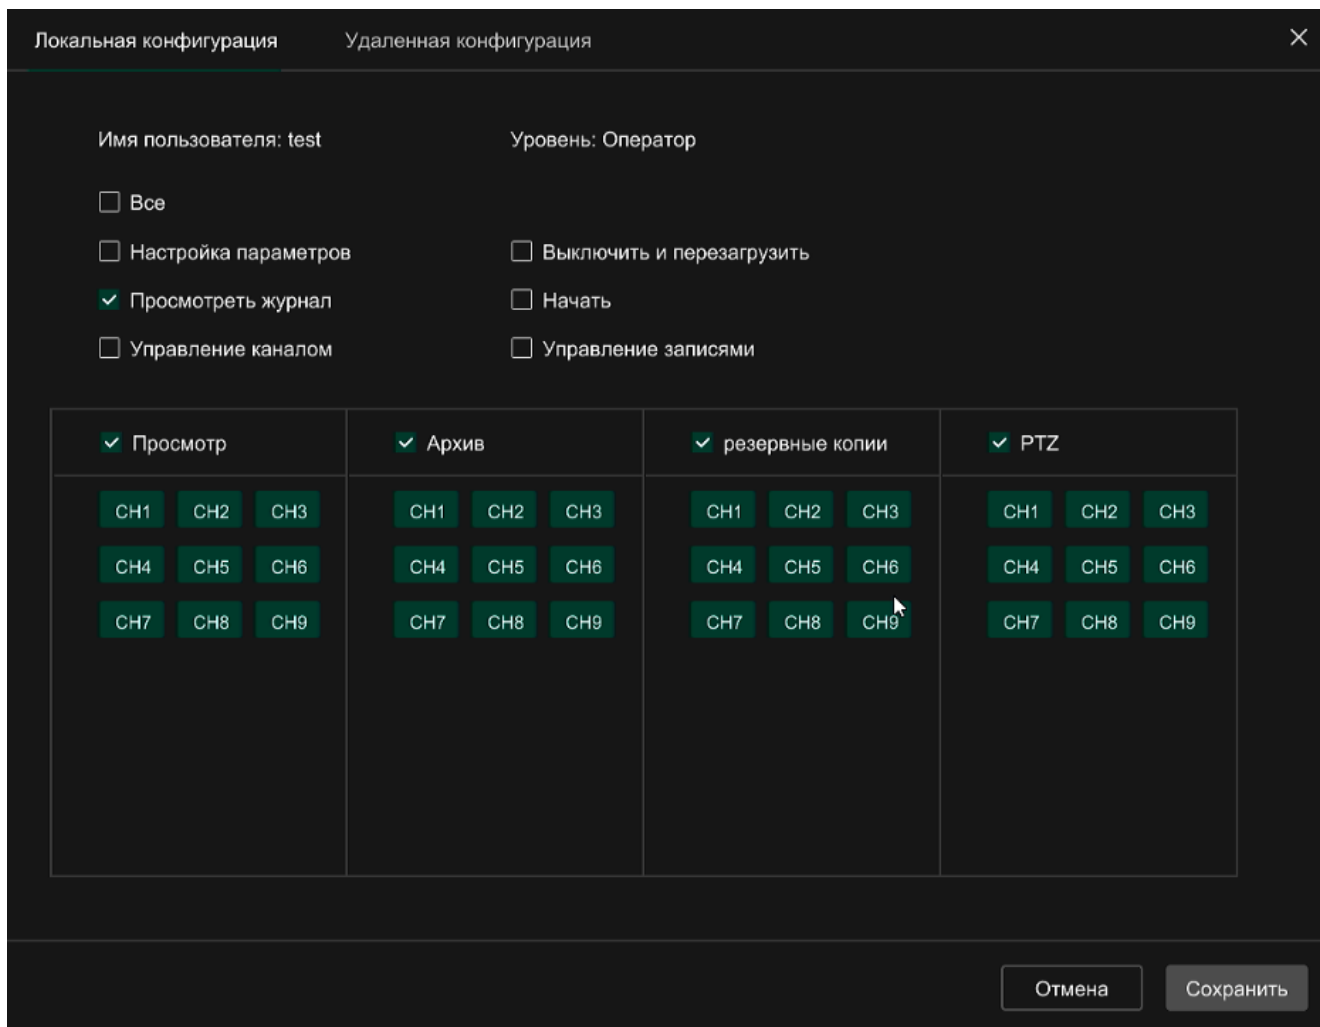 Локальная конфигурация Удаленная конфигурация
Имя пользователя: test Уровень: Оператор
Все
Настройка параметров Выключить и перезагрузить
Просмотреть журнал Начать
Управление каналом Управление записями
Просмотр Архив резервные копии PTZ
CH1 CH2 CH3 CH1 CH2 CH3 CH1 CH2 CH3 CH1 CH2 CH3
CH4 CH5 CH6 CH4 CH5 CH6 CH4 CH5 CH6 CH4 CH5 CH6
CH7 CH8 CH9 CH7 CH8 CH9 CH7 CH8 CH9 CH7 CH8 CH9
Отмена Сохранить